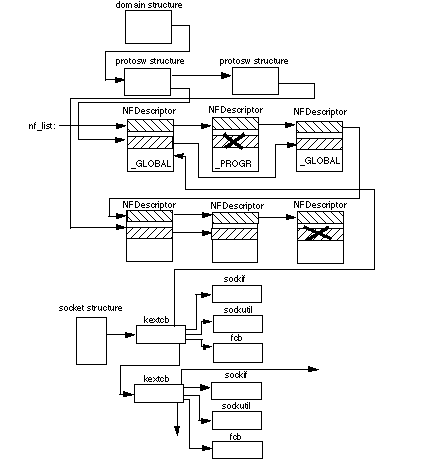 domain structure
protosw structure protosw structure
NFDescriptor NFDescriptor NFDescriptor
nf_list:
_GLOBAL _PROGR _GLOBAL
NFDescriptor NFDescriptor NFDescriptor
sockif
socket structure
kextcb
sockutil
fcb
kextcb
sockif
sockutil
fcb